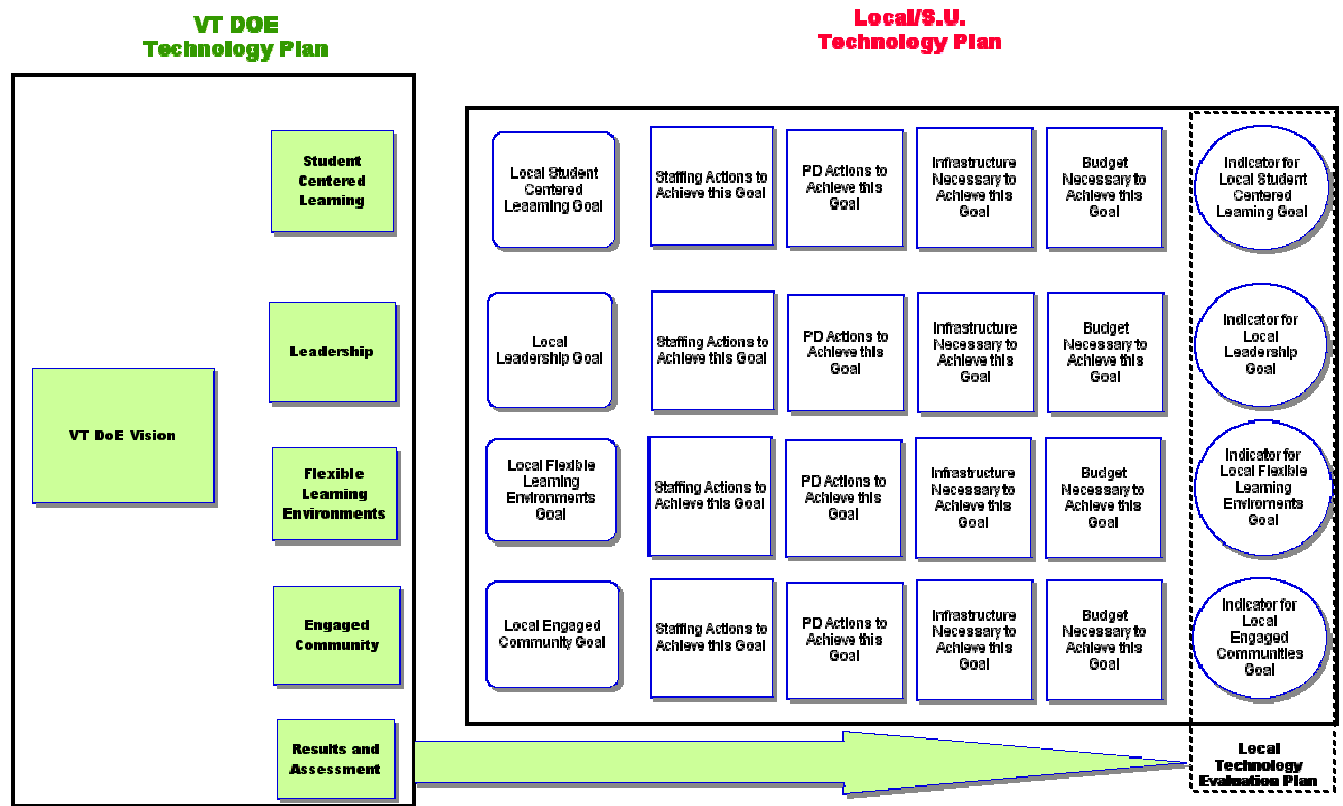 VT DOE
Technology Plan
Local/S.U.
Technology Plan
VT DoE Vision
Student
Centered
Learning
Leadership
Flexible
Learning
Environments
Engaged
Community
Results and
Assessment
Local Student
Centered
Learning Goal
Staffing Actions to
Achieve this Goal
PD Actions to
Achieve this
Goal
Infrastructure
Necessary to
Achieve this
Goal
Budget
Necessary to
Achieve this
Goal
Indicator for
Local Student
Centered
Learning Goal
Local
Leadership Goal
Staffing Actions to
Achieve this Goal
PD Actions to
Achieve this
Goal
Infrastructure
Necessary to
Achieve this
Goal
Budget
Necessary to
Achieve this
Goal
Indicator for
Local
Leadership
Goal
Local Flexible
Learning
Environments
Goal
Staffing Actions to
Achieve this Goal
PD Actions to
Achieve this
Goal
Infrastructure
Necessary to
Achieve this
Goal
Budget
Necessary to
Achieve this
Goal
Indicator for
Local Flexible
Learning
Enviroments
Goal
Local Engaged
Community Goal
Staffing Actions to
Achieve this Goal
PD Actions to
Achieve this
Goal
Infrastructure
Necessary to
Achieve this
Goal
Budget
Necessary to
Achieve this
Goal
Indicator for
Local
Engaged
Communities
Goal
Local
Technology
Evaluation Plan